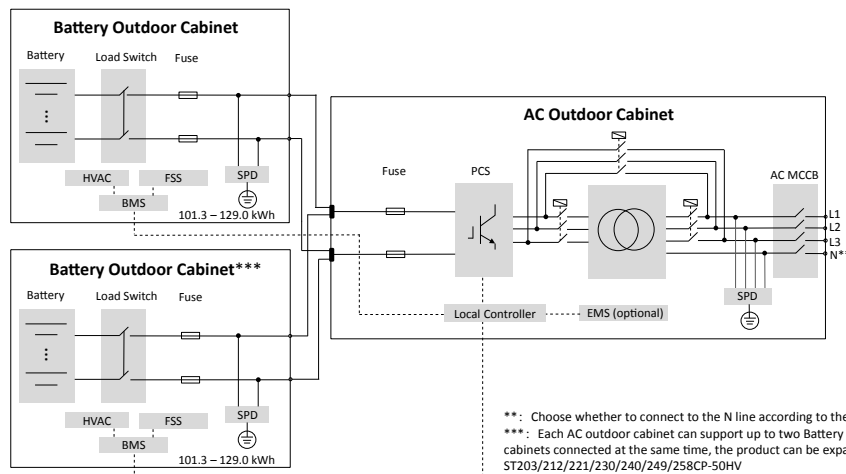 Battery Outdoor Cabinet
Battery Load Switch Fuse
HVAC FSS SPD
BMS
101.3 – 129.0 kWh
Battery Outdoor Cabinet***
Battery Load Switch Fuse
HVAC FSS SPD
BMS
101.3 – 129.0 kWh
AC Outdoor Cabinet
Fuse PCS AC MCCB
L1
L2
L3
N**
SPD
Local Controller EMS (optional)
**: Choose whether to connect to the N line according to the
***: Each AC outdoor cabinet can support up to two Battery
cabinets connected at the same time, the product can be expa
ST203/212/221/230/240/249/258CP-50HV